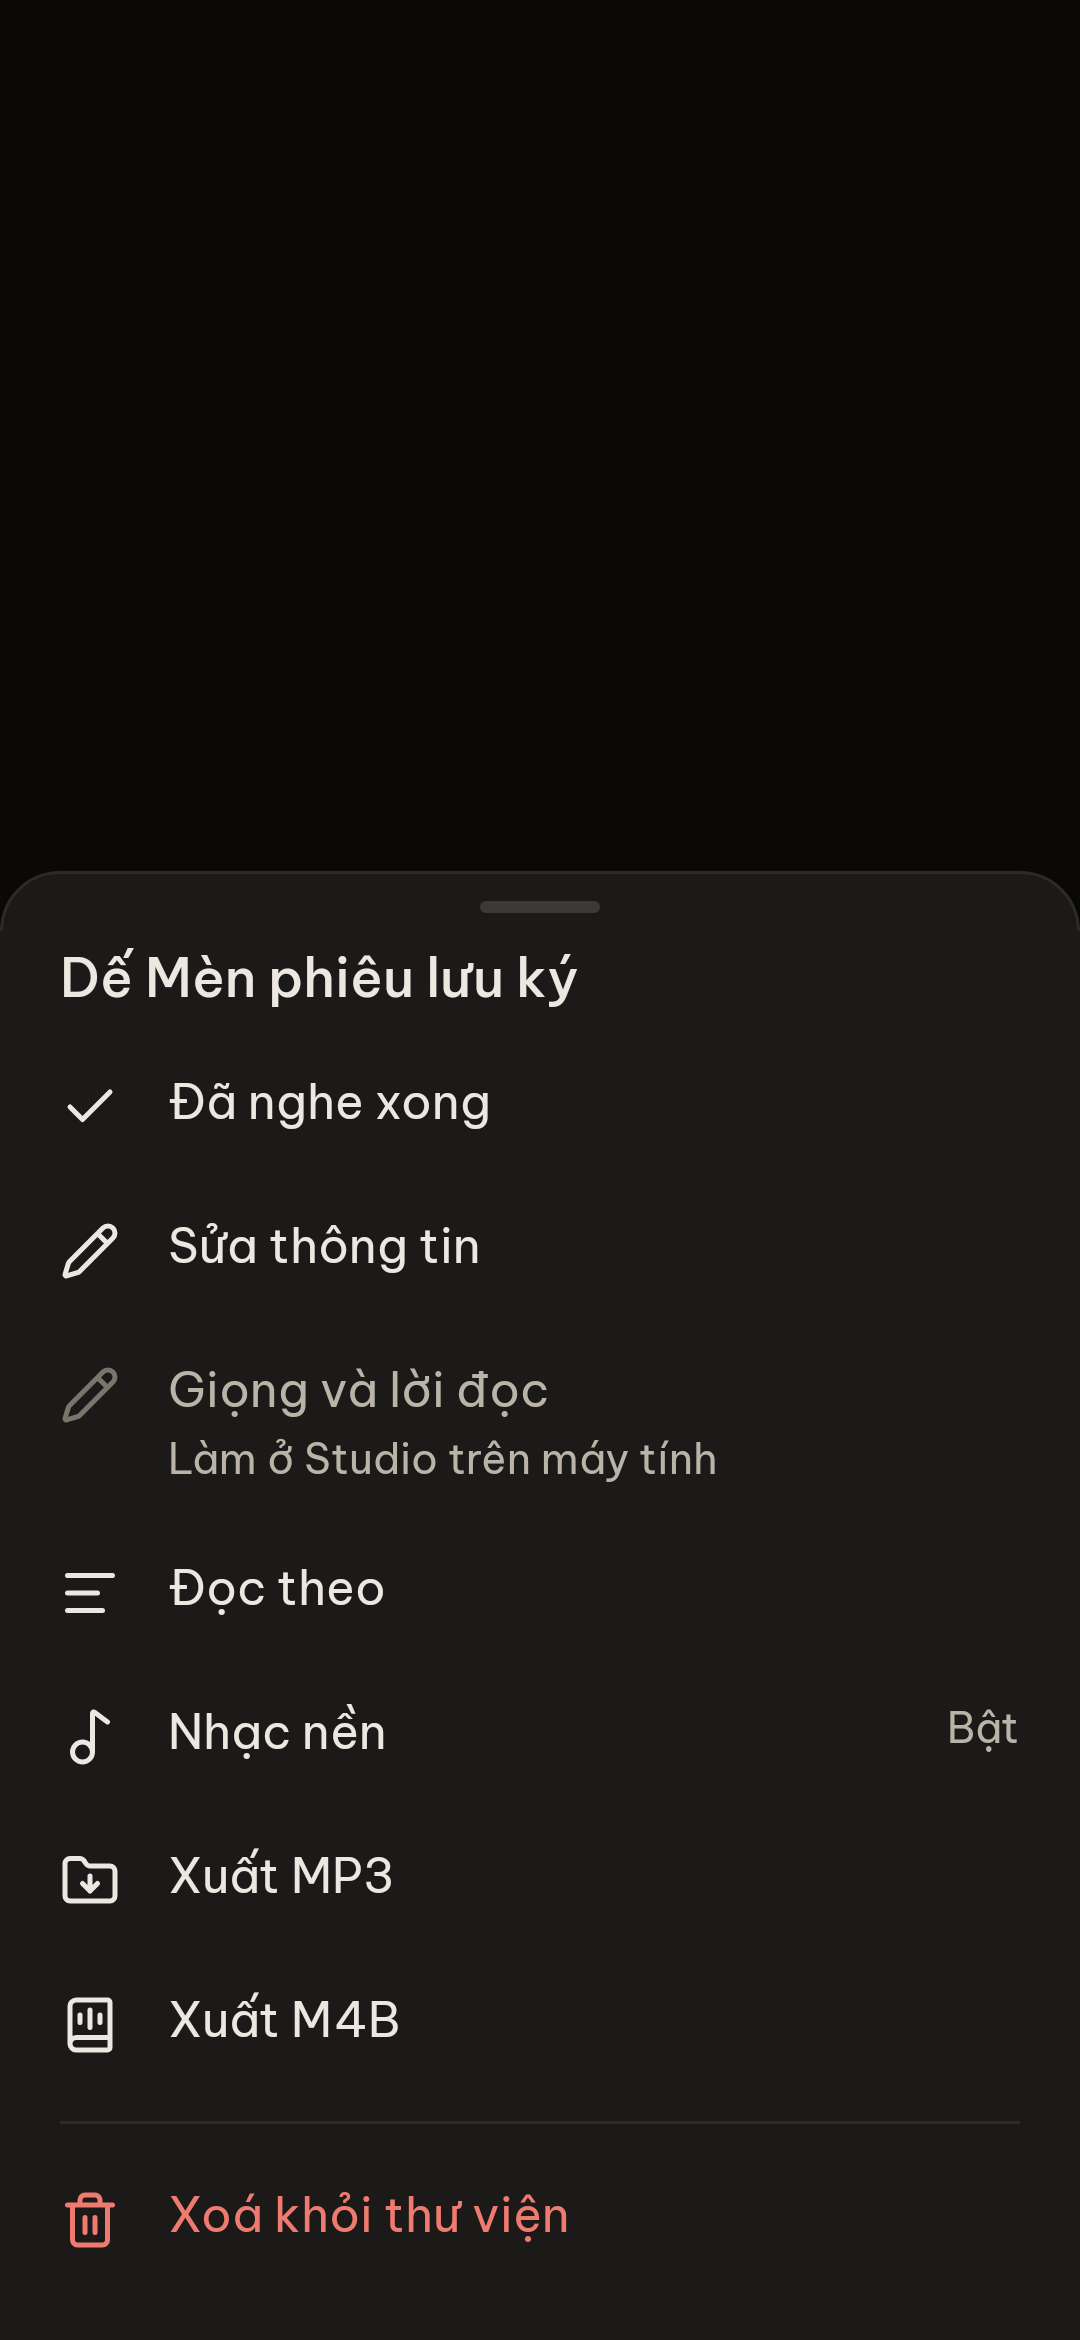 Dế Mèn phiêu lưu ký
Đã nghe xong
Sửa thông tin
Giọng và lời đọc
Làm ở Studio trên máy tính
Đọc theo
Nhạc nền
Bật
Xuất MP3
Xuất M4B
Xoá khỏi thư viện